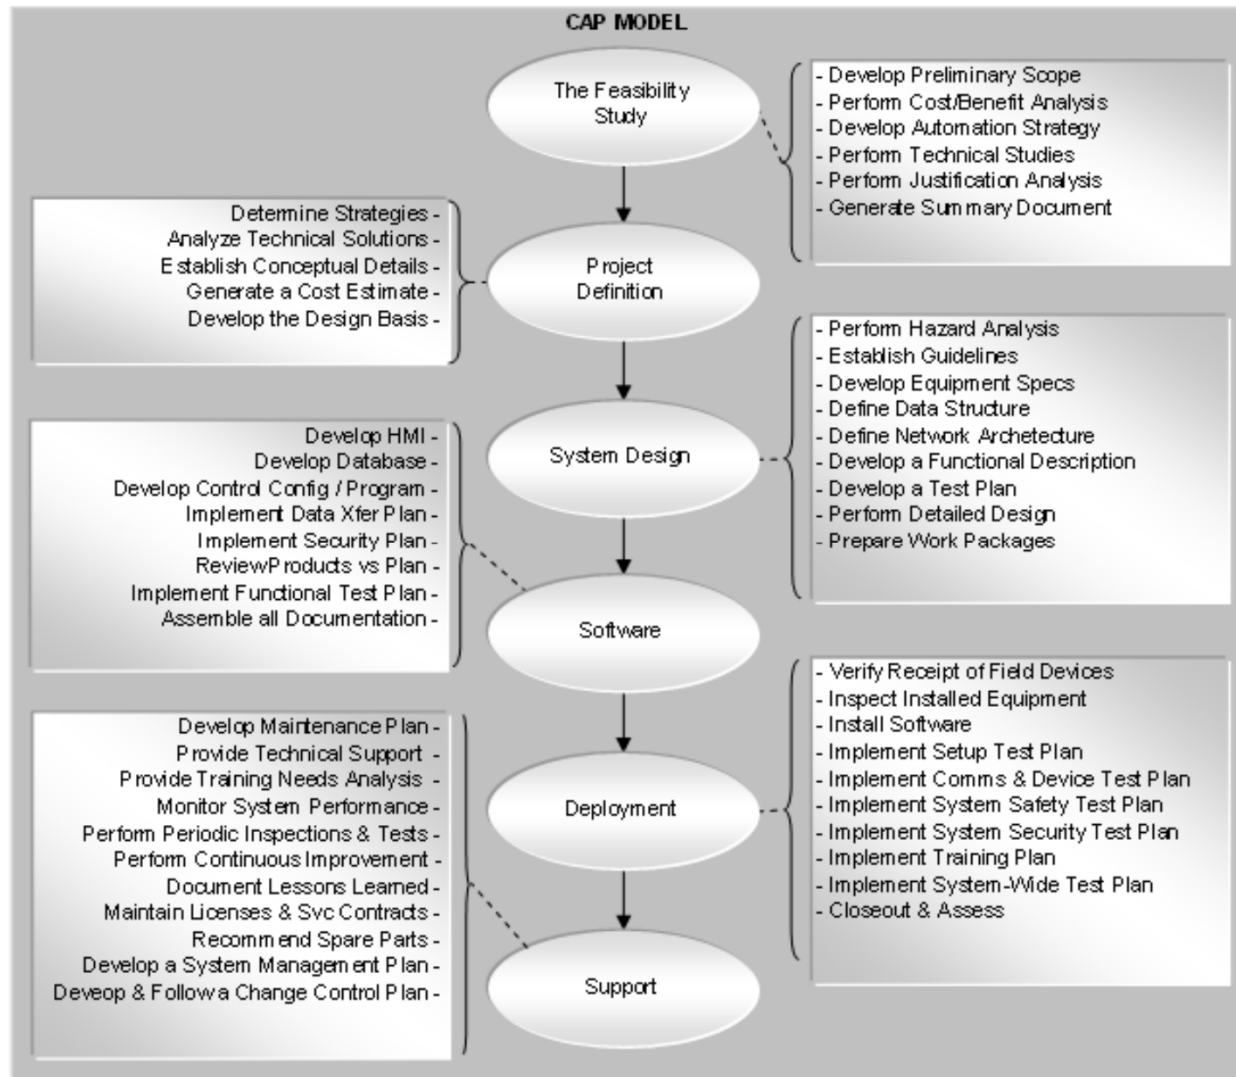 CAP MODEL
The Feasibility
Study
- Develop Preliminary Scope
- Perform Cost/Benefit Analysis
- Develop Automation Strategy
- Perform Technical Studies
- Perform Justification Analysis
- Generate Summary Document
Determine Strategies -
Analyze Technical Solutions -
Establish Conceptual Details -
Generate a Cost Estimate -
Develop the Design Basis -
Project
Definition
- Perform Hazard Analysis
- Establish Guidelines
- Develop Equipment Specs
- Define Data Structure
- Define Network Archetecture
- Develop a Functional Description
- Develop a Test Plan
- Perform Detailed Design
- Prepare Work Packages
System Design
Develop HMI -
Develop Database -
Develop Control Config / Program -
Implement Data Xfer Plan -
Implement Security Plan -
Review Products vs Plan -
Implement Functional Test Plan -
Assemble all Documentation -
Software
- Verify Receipt of Field Devices
- Inspect Installed Equipment
- Install Software
- Implement Setup Test Plan
- Implement Comms & Device Test Plan
- Implement System Safety Test Plan
- Implement System Security Test Plan
- Implement Training Plan
- Implement System-Wide Test Plan
- Closeout & Assess
Deployment
Develop Maintenance Plan -
Provide Technical Support -
Provide Training Needs Analysis -
Monitor System Performance -
Perform Periodic Inspections & Tests -
Perform Continuous Improvement -
Document Lessons Learned -
Maintain Licenses & Svc Contracts -
Recommend Spare Parts -
Develop a System Management Plan -
Deveop & Follow a Change Control Plan -
Support